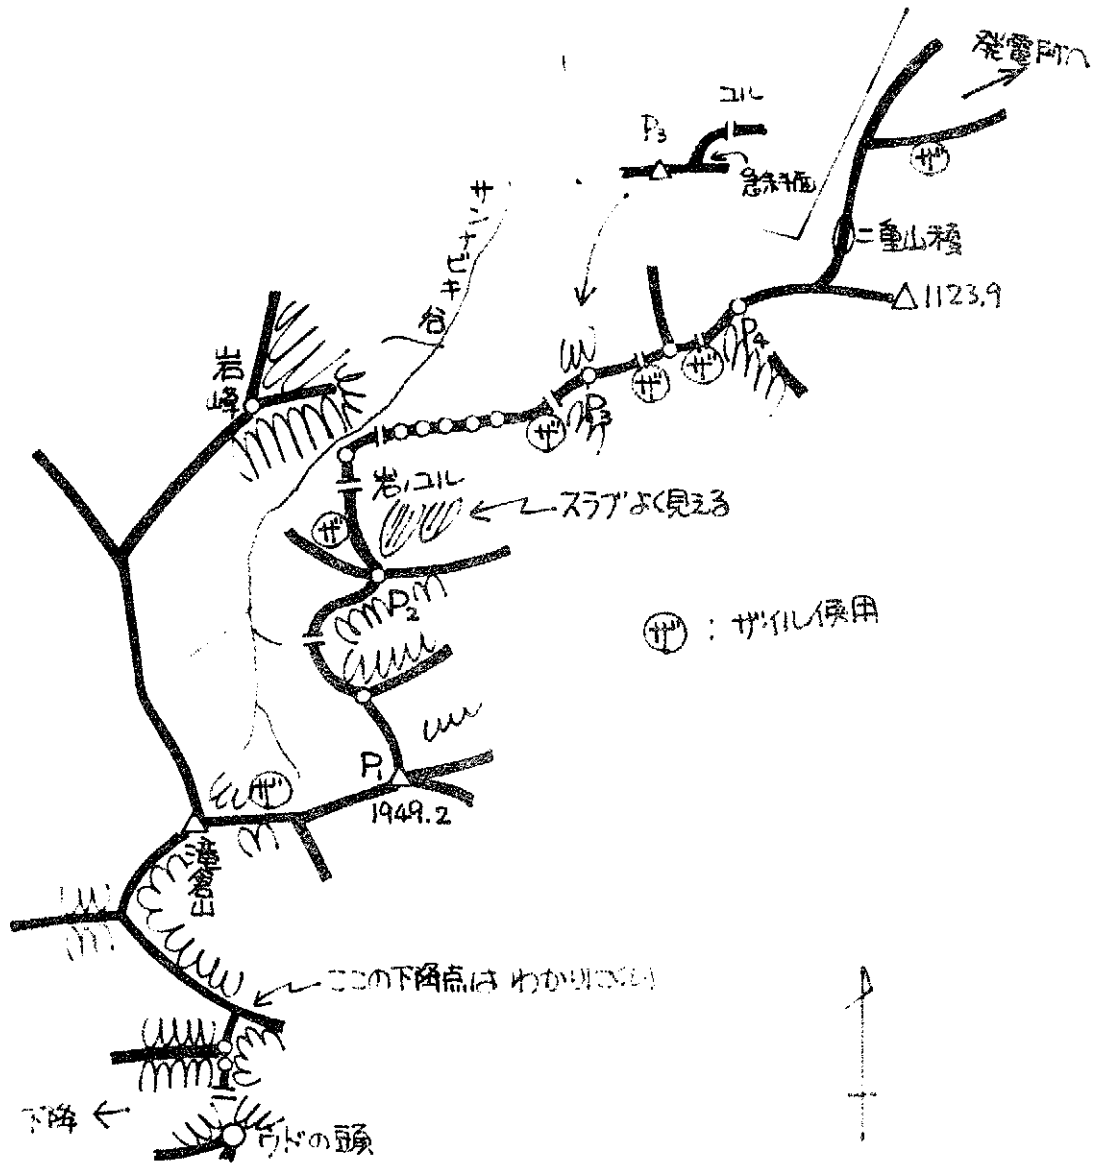 発電所へ
コル
P3
急斜面
ザ
サンナビキ谷
二重山稜
1123.9
P4
ザ
ザ
岩峰
P3
ザ
岩ノコル
スラブよく見える
ザ
P2
ザ : ザイル使用
P1
ザ
1949.2
滝倉山
ここの下降点は わかりにくい
下降
ウドの頭